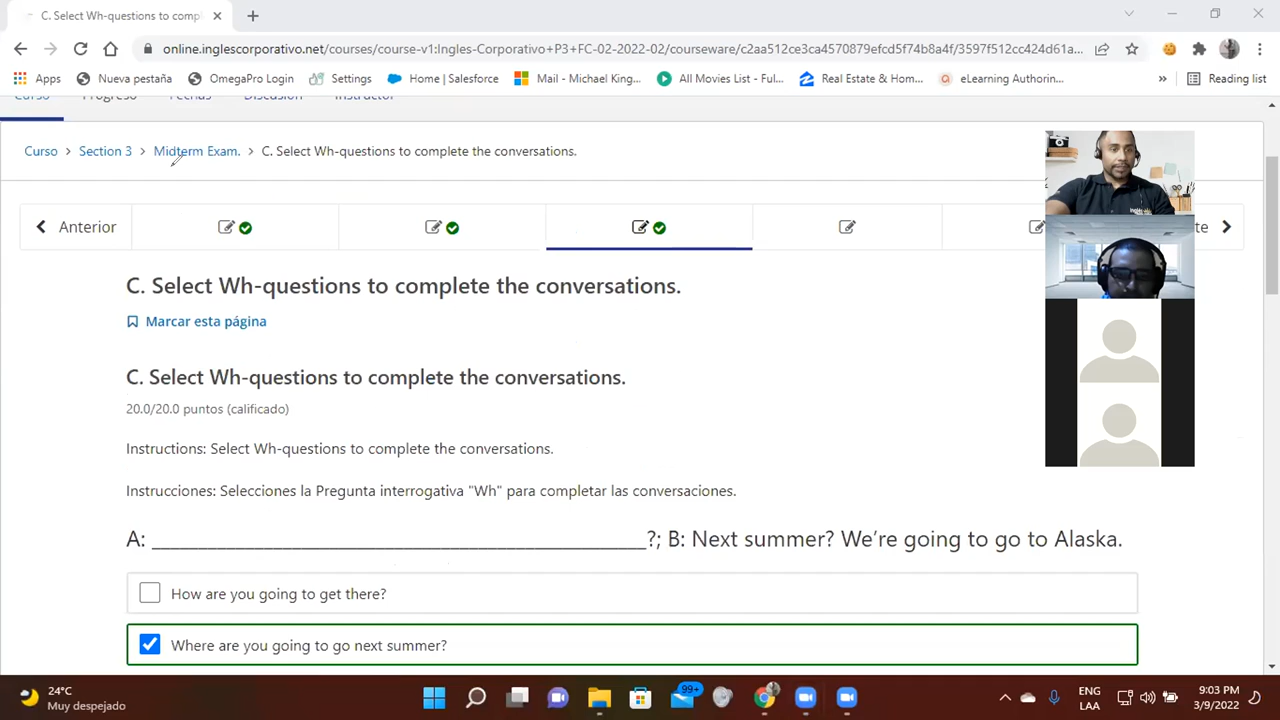 C. Select Wh-questions to comp
online.inglescorporativo.net/courses/course-v1:Ingles-Corporativo+P3+FC-02-2022-02/courseware/c2aa512ce3ca4570879efcd5f74b8a4f/3597f512cc424d61a...
Apps Nueva pestaña OmegaPro Login Settings Home | Salesforce Mail - Michael King... All Movies List - Ful... Real Estate & Hom... eLearning Authorin... » Reading list
Curso Progreso Fechas Discusión Instructor
Curso > Section 3 > Midterm Exam. > C. Select Wh-questions to complete the conversations.
Anterior
te
C. Select Wh-questions to complete the conversations.
Marcar esta página
C. Select Wh-questions to complete the conversations.
20.0/20.0 puntos (calificado)
Instructions: Select Wh-questions to complete the conversations.
Instrucciones: Selecciones la Pregunta interrogativa "Wh" para completar las conversaciones.
A: ______________________________________________?; B: Next summer? We're going to go to Alaska.
How are you going to get there?
Where are you going to go next summer?
24°C
Muy despejado
99+
ENG
LAA
9:03 PM
3/9/2022